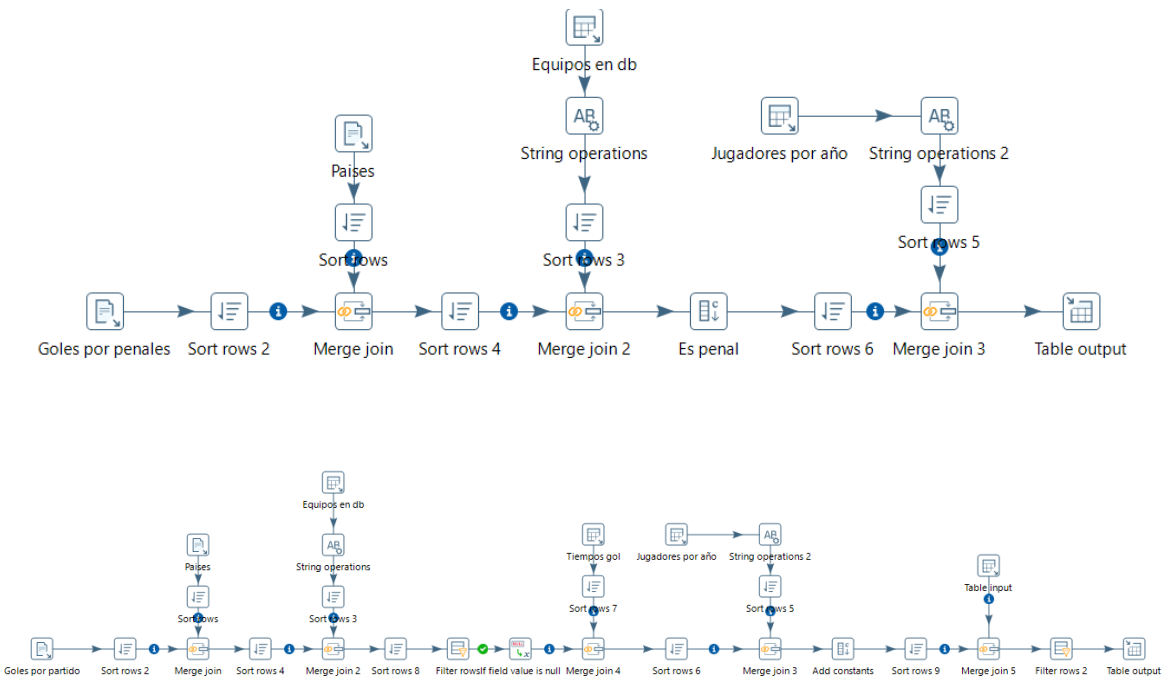 Equipos en db
String operations
Jugadores por año
String operations 2
Paises
Sort rows
Sort rows 3
Sort rows 5
Goles por penales
Sort rows 2
Merge join
Sort rows 4
Merge join 2
Es penal
Sort rows 6
Merge join 3
Table output
Equipos en db
Paises
String operations
Tiempos gol
Jugadores por año
String operations 2
Table input
Sort rows
Sort rows 3
Sort rows 7
Sort rows 5
Goles por partido
Sort rows 2
Merge join
Sort rows 4
Merge join 2
Sort rows 8
Filter rows
If field value is null
Merge join 4
Sort rows 6
Merge join 3
Add constants
Sort rows 9
Merge join 5
Filter rows 2
Table output